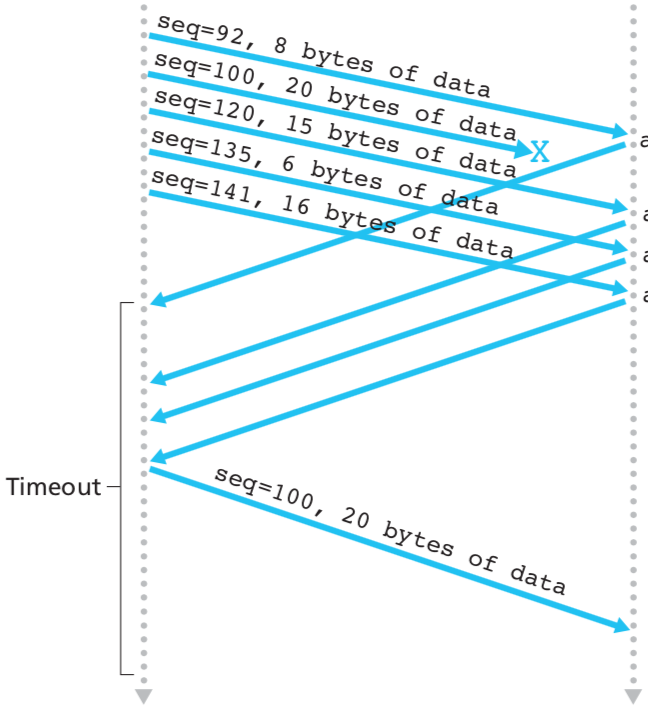 seq=92, 8 bytes of data
seq=100, 20 bytes of data
X
seq=120, 15 bytes of data
seq=135, 6 bytes of data
seq=141, 16 bytes of data
a
a
a
a
Timeout
seq=100, 20 bytes of data